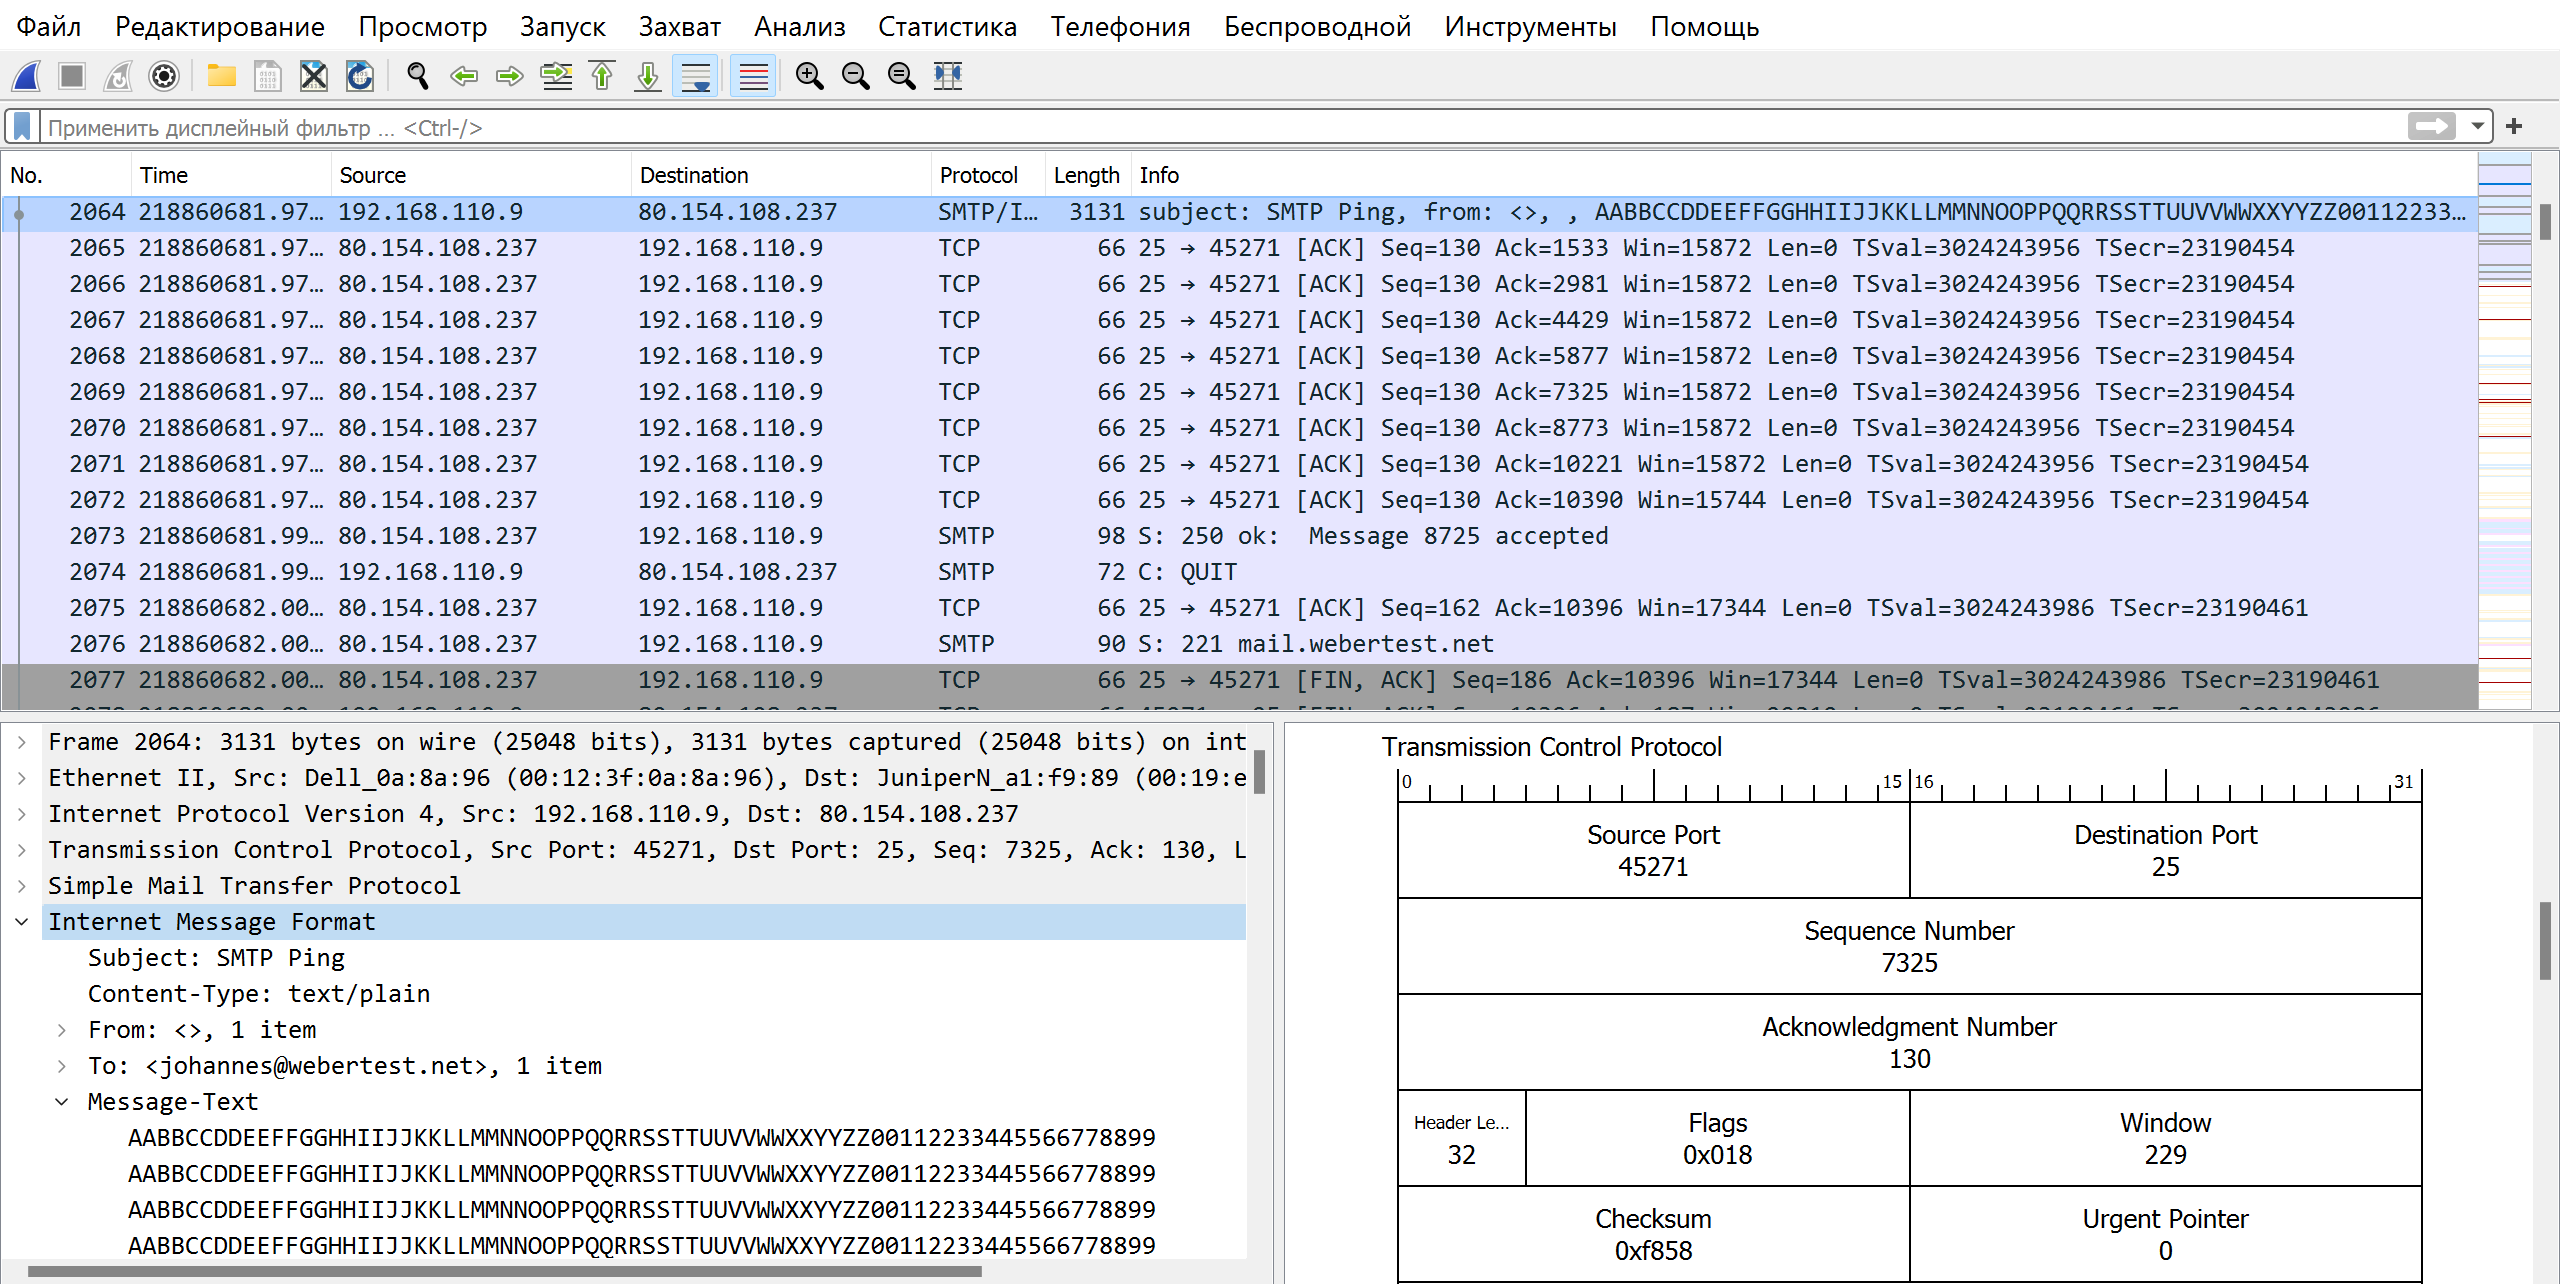 Файл Редактирование Просмотр Запуск Захват Анализ Статистика Телефония Беспроводной Инструменты Помощь
Применить дисплейный фильтр ... <Ctrl-/>
No. Time Source Destination Protocol Length Info
2064 218860681.97… 192.168.110.9 80.154.108.237 SMTP/I… 3131 subject: SMTP Ping, from: <>, , AABBCCDDEEFFGGHHIIJJKKLLMMNNOOPPQQRRSSTTUUVVWWXXYYZZ00112233…
2065 218860681.97… 80.154.108.237 192.168.110.9 TCP 66 25 → 45271 [ACK] Seq=130 Ack=1533 Win=15872 Len=0 TSval=3024243956 TSecr=23190454
2066 218860681.97… 80.154.108.237 192.168.110.9 TCP 66 25 → 45271 [ACK] Seq=130 Ack=2981 Win=15872 Len=0 TSval=3024243956 TSecr=23190454
2067 218860681.97… 80.154.108.237 192.168.110.9 TCP 66 25 → 45271 [ACK] Seq=130 Ack=4429 Win=15872 Len=0 TSval=3024243956 TSecr=23190454
2068 218860681.97… 80.154.108.237 192.168.110.9 TCP 66 25 → 45271 [ACK] Seq=130 Ack=5877 Win=15872 Len=0 TSval=3024243956 TSecr=23190454
2069 218860681.97… 80.154.108.237 192.168.110.9 TCP 66 25 → 45271 [ACK] Seq=130 Ack=7325 Win=15872 Len=0 TSval=3024243956 TSecr=23190454
2070 218860681.97… 80.154.108.237 192.168.110.9 TCP 66 25 → 45271 [ACK] Seq=130 Ack=8773 Win=15872 Len=0 TSval=3024243956 TSecr=23190454
2071 218860681.97… 80.154.108.237 192.168.110.9 TCP 66 25 → 45271 [ACK] Seq=130 Ack=10221 Win=15872 Len=0 TSval=3024243956 TSecr=23190454
2072 218860681.97… 80.154.108.237 192.168.110.9 TCP 66 25 → 45271 [ACK] Seq=130 Ack=10390 Win=15744 Len=0 TSval=3024243956 TSecr=23190454
2073 218860681.99… 80.154.108.237 192.168.110.9 SMTP 98 S: 250 ok:  Message 8725 accepted
2074 218860681.99… 192.168.110.9 80.154.108.237 SMTP 72 C: QUIT
2075 218860682.00… 80.154.108.237 192.168.110.9 TCP 66 25 → 45271 [ACK] Seq=162 Ack=10396 Win=17344 Len=0 TSval=3024243986 TSecr=23190461
2076 218860682.00… 80.154.108.237 192.168.110.9 SMTP 90 S: 221 mail.webertest.net
2077 218860682.00… 80.154.108.237 192.168.110.9 TCP 66 25 → 45271 [FIN, ACK] Seq=186 Ack=10396 Win=17344 Len=0 TSval=3024243986 TSecr=23190461
Frame 2064: 3131 bytes on wire (25048 bits), 3131 bytes captured (25048 bits) on int
Ethernet II, Src: Dell_0a:8a:96 (00:12:3f:0a:8a:96), Dst: JuniperN_a1:f9:89 (00:19:e
Internet Protocol Version 4, Src: 192.168.110.9, Dst: 80.154.108.237
Transmission Control Protocol, Src Port: 45271, Dst Port: 25, Seq: 7325, Ack: 130, L
Simple Mail Transfer Protocol
Internet Message Format
Subject: SMTP Ping
Content-Type: text/plain
From: <>, 1 item
To: <johannes@webertest.net>, 1 item
Message-Text
AABBCCDDEEFFGGHHIIJJKKLLMMNNOOPPQQRRSSTTUUVVWWXXYYZZ00112233445566778899
AABBCCDDEEFFGGHHIIJJKKLLMMNNOOPPQQRRSSTTUUVVWWXXYYZZ00112233445566778899
AABBCCDDEEFFGGHHIIJJKKLLMMNNOOPPQQRRSSTTUUVVWWXXYYZZ00112233445566778899
AABBCCDDEEFFGGHHIIJJKKLLMMNNOOPPQQRRSSTTUUVVWWXXYYZZ00112233445566778899
Transmission Control Protocol
0 15 16 31
Source Port
45271
Destination Port
25
Sequence Number
7325
Acknowledgment Number
130
Header Le...
32
Flags
0x018
Window
229
Checksum
0xf858
Urgent Pointer
0